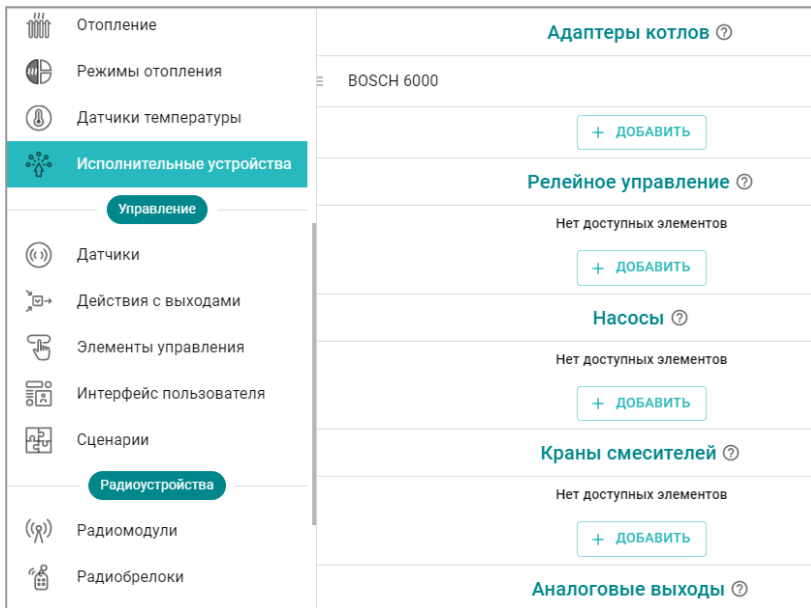 Отопление
Режимы отопления
Датчики температуры
Исполнительные устройства
Управление
Датчики
Действия с выходами
Элементы управления
Интерфейс пользователя
Сценарии
Радиоустройства
Радиомодули
Радиобрелоки
Адаптеры котлов ?
BOSCH 6000
+ ДОБАВИТЬ
Релейное управление ?
Нет доступных элементов
+ ДОБАВИТЬ
Насосы ?
Нет доступных элементов
+ ДОБАВИТЬ
Краны смесителей ?
Нет доступных элементов
+ ДОБАВИТЬ
Аналоговые выходы ?